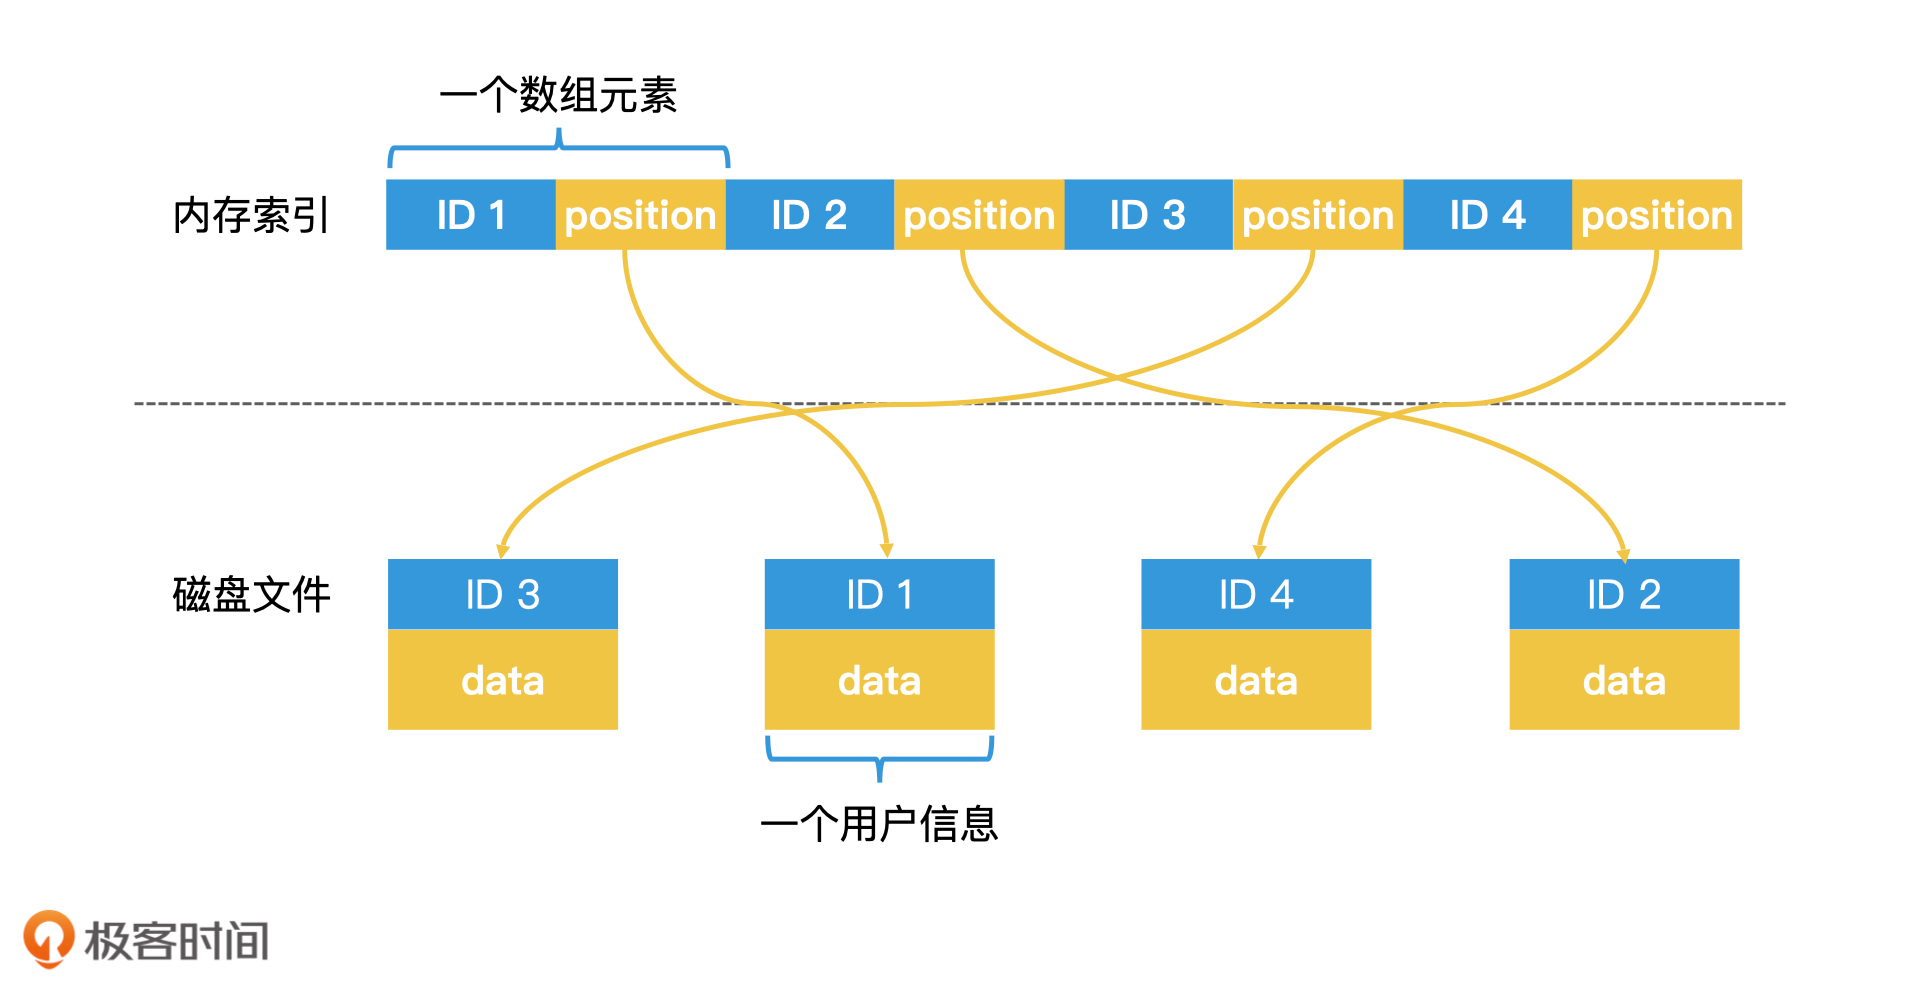 一个数组元素
内存索引 ID 1 position ID 2 position ID 3 position ID 4 position
磁盘文件 ID 3 ID 1 ID 4 ID 2
data data data data
一个用户信息
极客时间